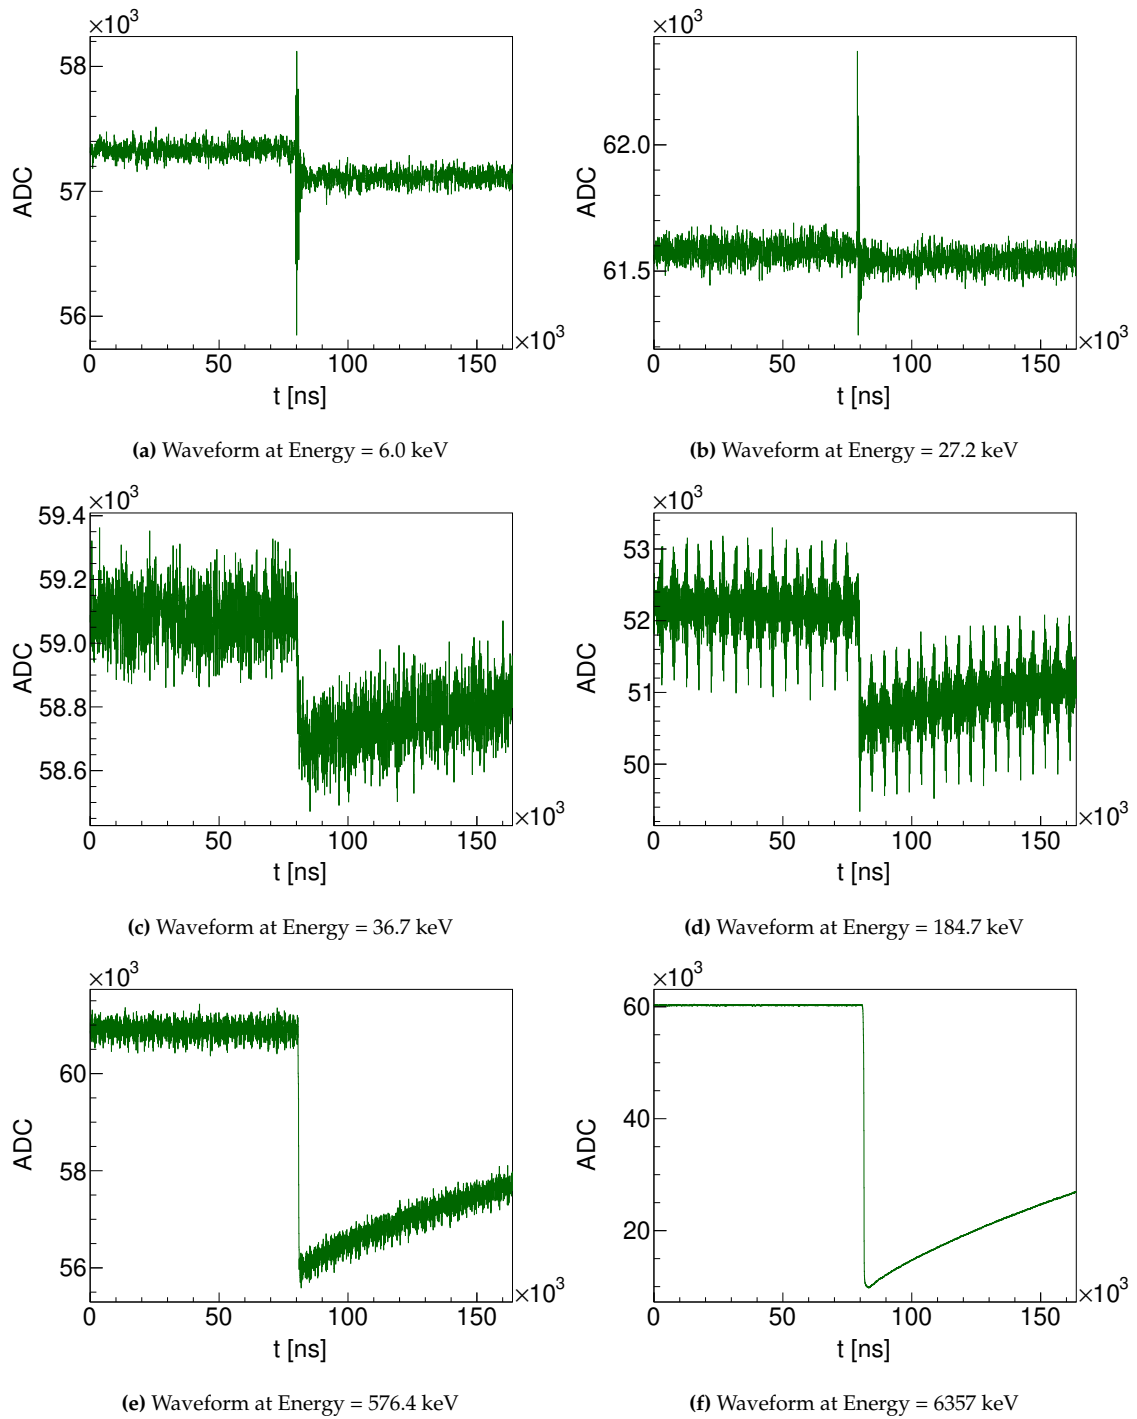 ×10³
58
57
56
ADC
0 50 100 150
×10³
t [ns]
(a) Waveform at Energy = 6.0 keV
×10³
62.0
61.5
ADC
0 50 100 150
×10³
t [ns]
(b) Waveform at Energy = 27.2 keV
×10³
59.4
59.2
59.0
58.8
58.6
ADC
0 50 100 150
×10³
t [ns]
(c) Waveform at Energy = 36.7 keV
×10³
53
52
51
50
ADC
0 50 100 150
×10³
t [ns]
(d) Waveform at Energy = 184.7 keV
×10³
60
58
56
ADC
0 50 100 150
×10³
t [ns]
(e) Waveform at Energy = 576.4 keV
×10³
60
40
20
ADC
0 50 100 150
×10³
t [ns]
(f) Waveform at Energy = 6357 keV